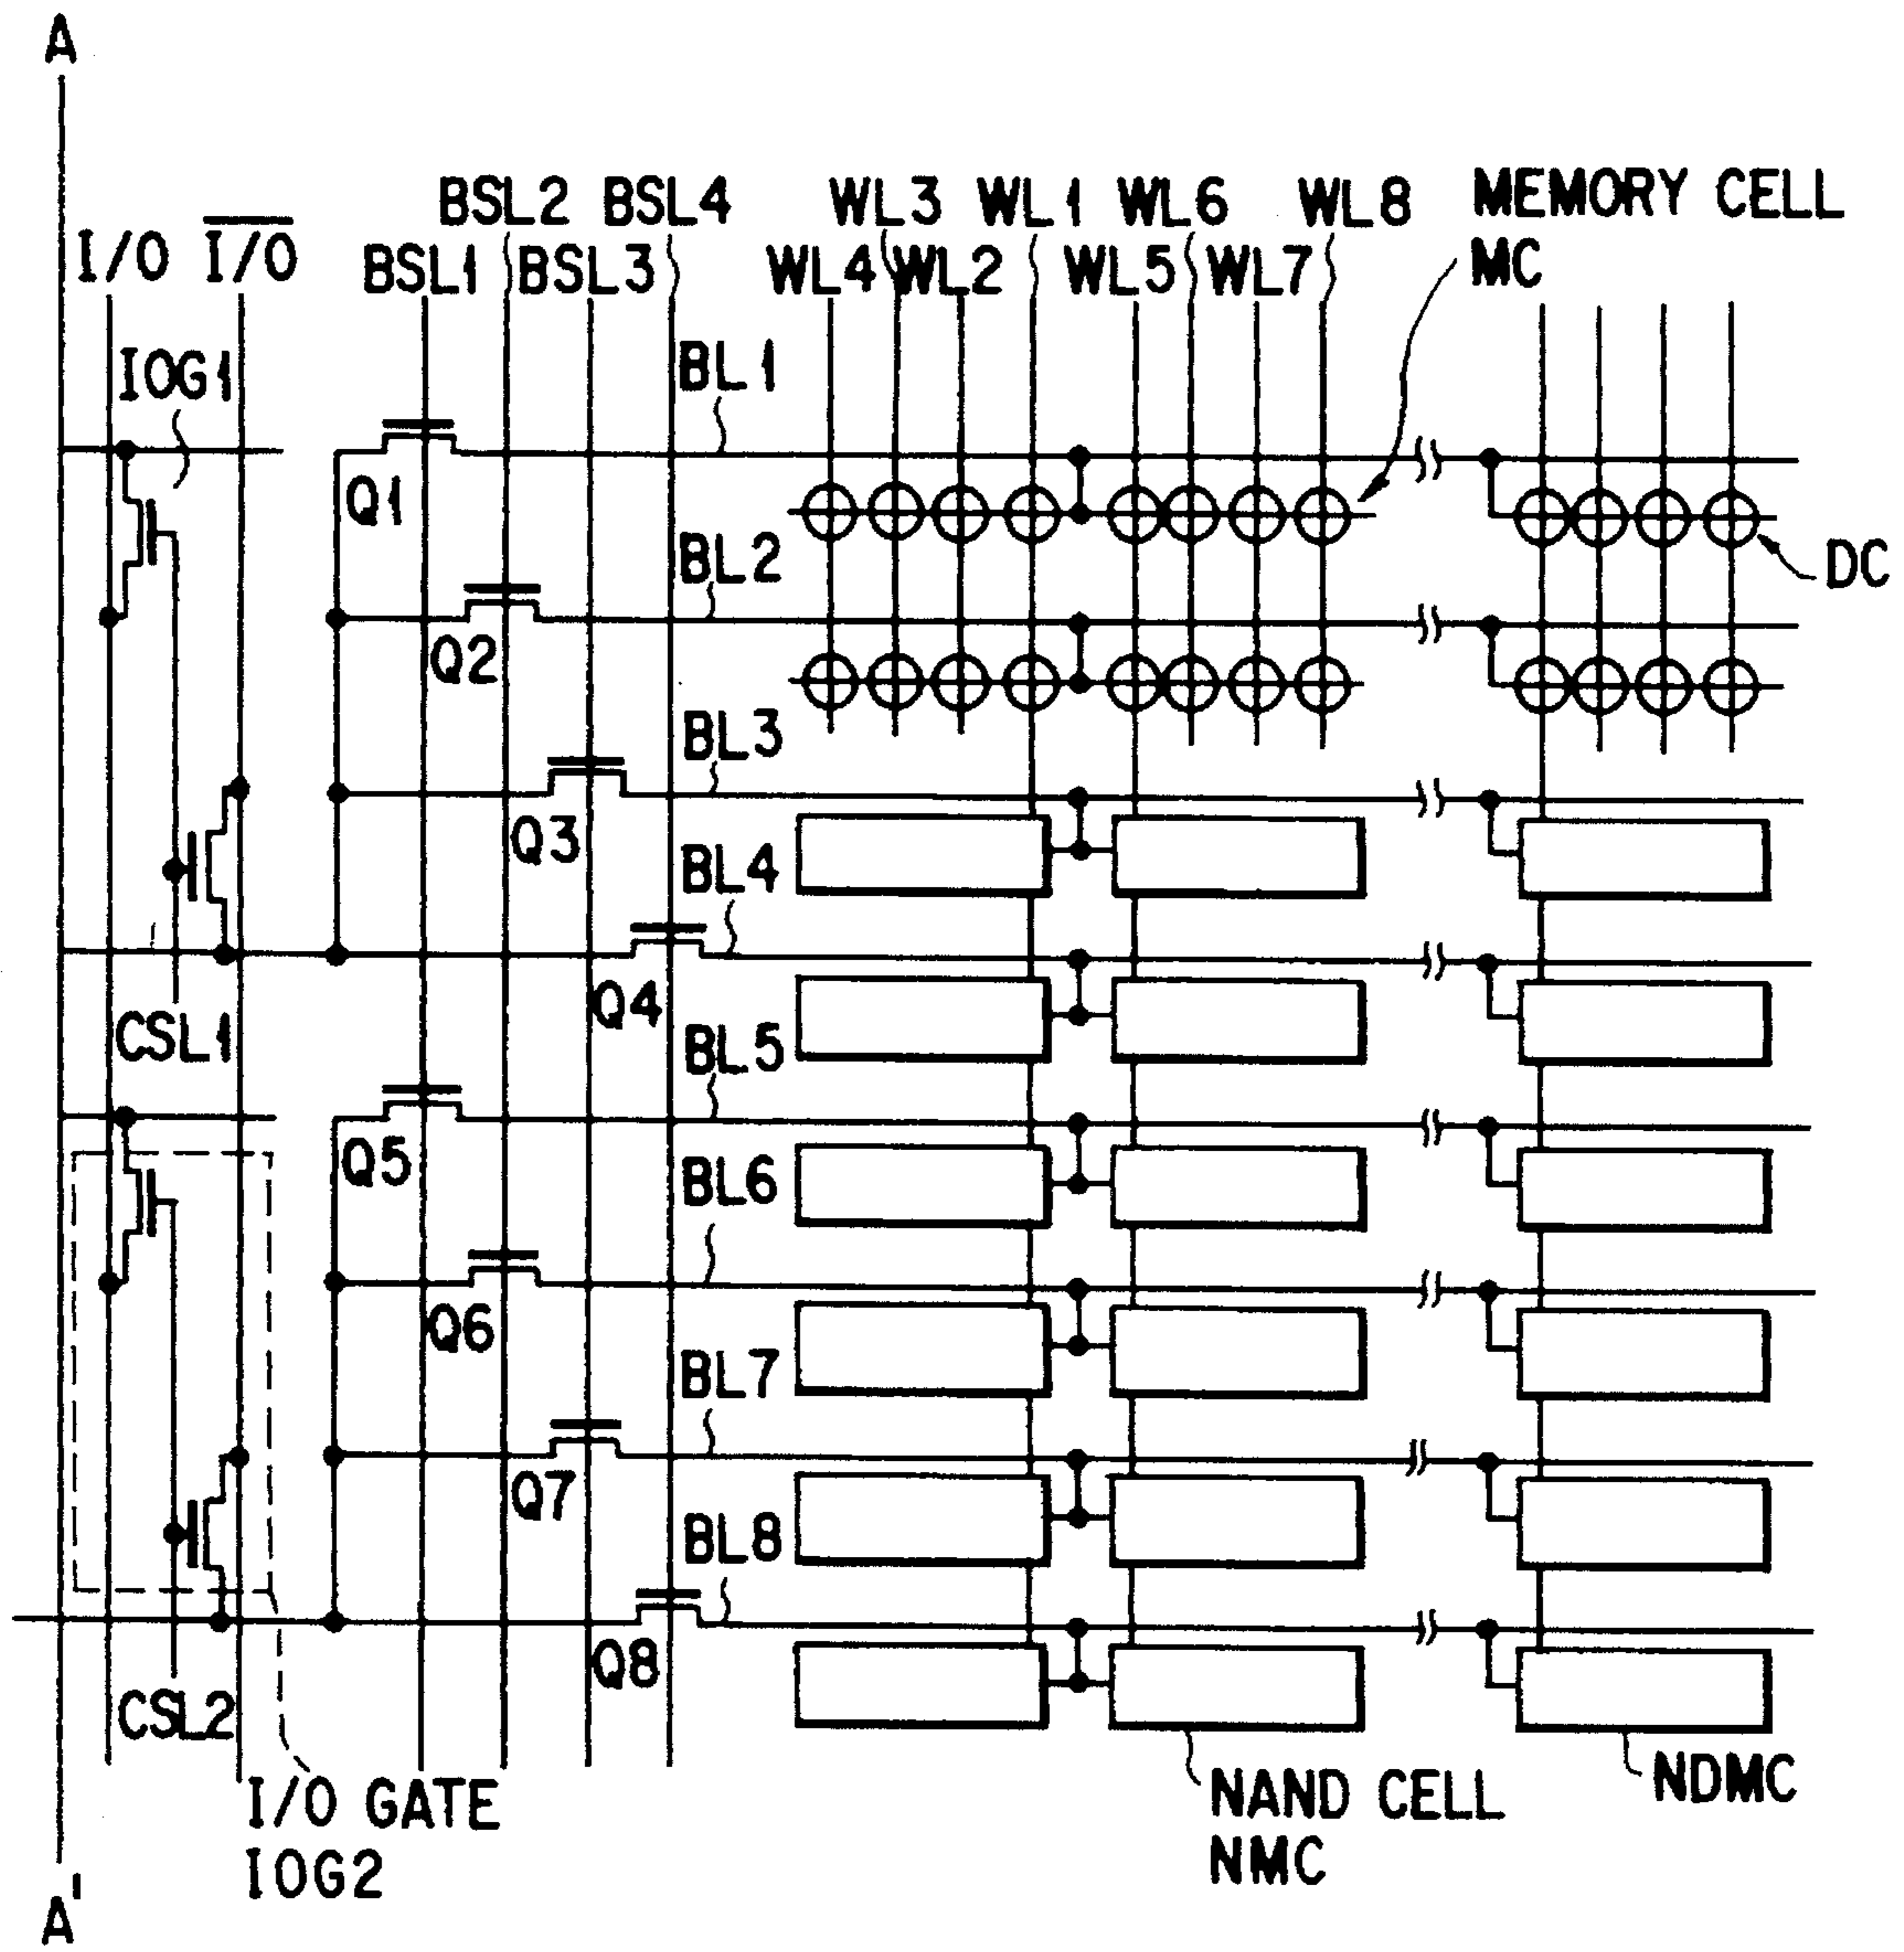 A
BSL2 BSL4 WL3 WL1 WL6 WL8 MEMORY CELL
I/O I/O BSL1 BSL3 WL4 WL2 WL5 WL7 MC
IOG1
BL1
Q1
BL2
DC
Q2
BL3
Q3
BL4
Q4
CSL1
BL5
Q5
BL6
Q6
BL7
Q7
BL8
Q8
CSL2
I/O GATE
IOG2
NAND CELL
NMC
NDMC
A'